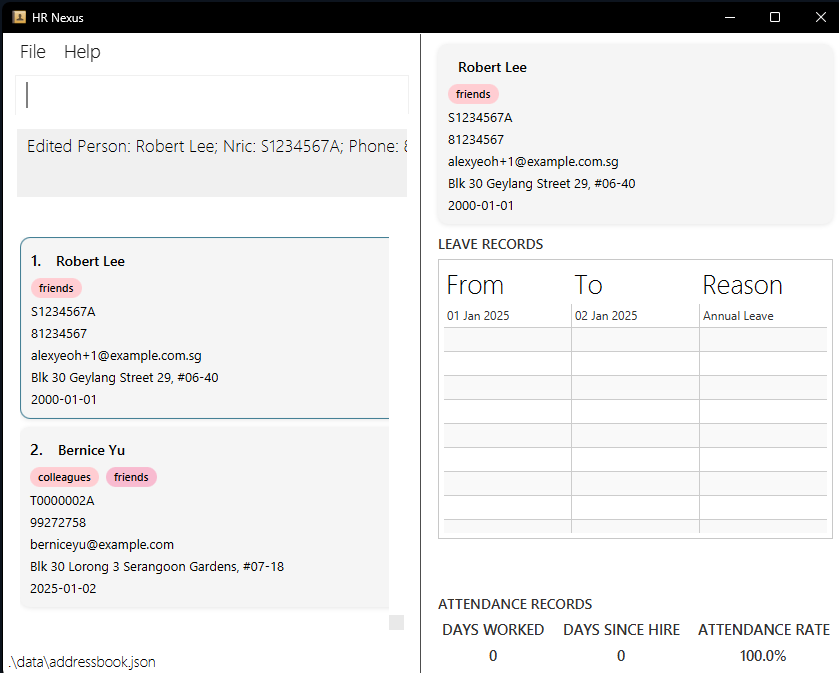 HR Nexus
File Help
Edited Person: Robert Lee; Nric: S1234567A; Phone: 8
1. Robert Lee
friends
S1234567A
81234567
alexyeoh+1@example.com.sg
Blk 30 Geylang Street 29, #06-40
2000-01-01
2. Bernice Yu
colleagues friends
T0000002A
99272758
berniceyu@example.com
Blk 30 Lorong 3 Serangoon Gardens, #07-18
2025-01-02
.\data\addressbook.json
Robert Lee
friends
S1234567A
81234567
alexyeoh+1@example.com.sg
Blk 30 Geylang Street 29, #06-40
2000-01-01
LEAVE RECORDS
From To Reason
01 Jan 2025 02 Jan 2025 Annual Leave
ATTENDANCE RECORDS
DAYS WORKED DAYS SINCE HIRE ATTENDANCE RATE
0 0 100.0%